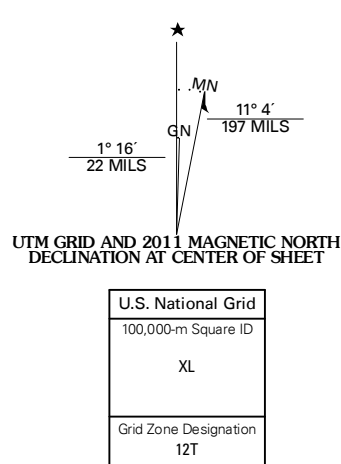 MN
11° 4´
197 MILS
GN
1° 16´
22 MILS
UTM GRID AND 2011 MAGNETIC NORTH
DECLINATION AT CENTER OF SHEET
U.S. National Grid
100,000-m Square ID
XL
Grid Zone Designation
12T